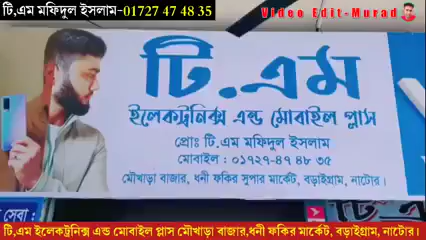 টি,এম মফিদুল ইসলাম-01727 47 48 35
Video Edit-Murad
টি.এম
ইলেকট্রনিক্স এন্ড মোবাইল প্লাস
প্রোঃ টি.এম মফিদুল ইসলাম
মোবাইল : ০১৭২৭-৪৭ ৪৮ ৩৫
মৌখাড়া বাজার, ধনী ফকির সুপার মার্কেট, বড়াইগ্রাম, নাটোর।
সেবা :
টি.এম
টি,এম ইলেকট্রনিক্স এন্ড মোবাইল প্লাস মৌখাড়া বাজার,ধনী ফকির মার্কেট, বড়াইগ্রাম, নাটোর।